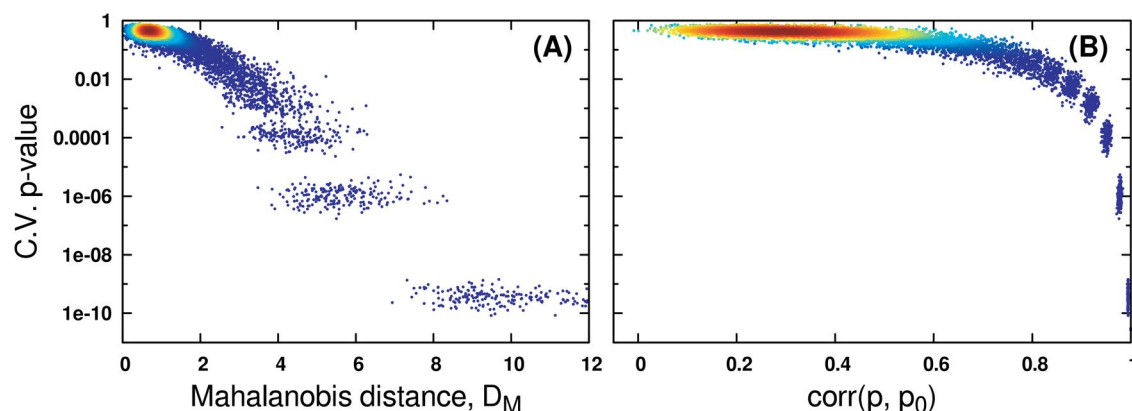 1
0.01
0.0001
1e-06
1e-08
1e-10
C.V. p-value
(A)
0 2 4 6 8 10 12
Mahalanobis distance, D_M
(B)
0 0.2 0.4 0.6 0.8 1
corr(p, p_0)